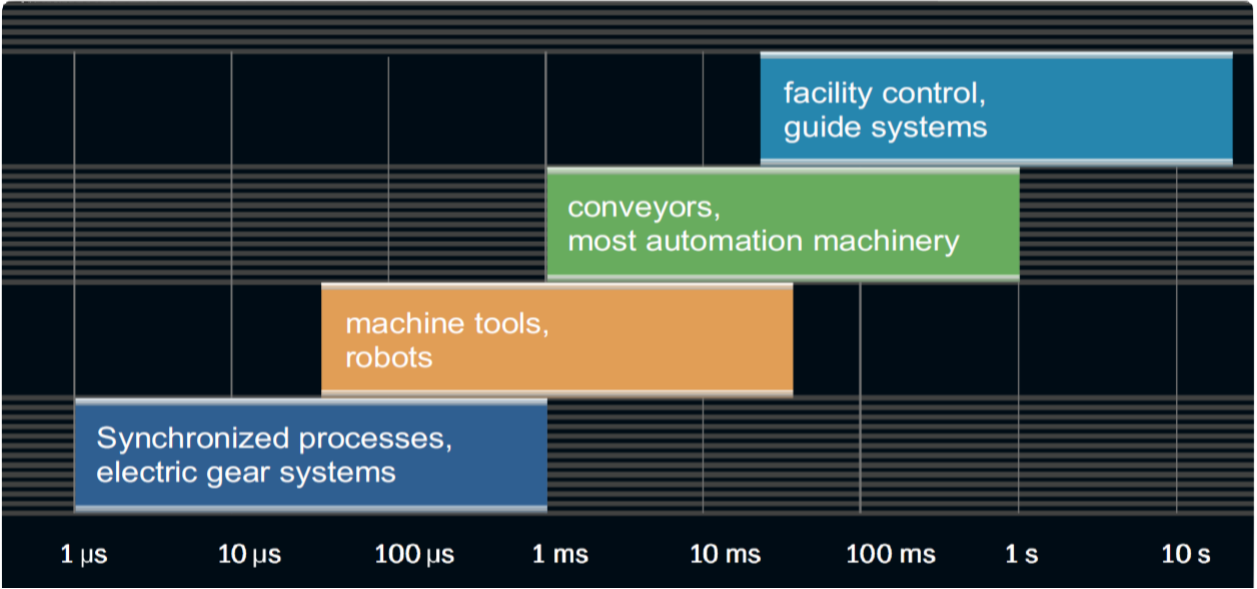 facility control,
guide systems
conveyors,
most automation machinery
machine tools,
robots
Synchronized processes,
electric gear systems
1 µs 10 µs 100 µs 1 ms 10 ms 100 ms 1 s 10 s